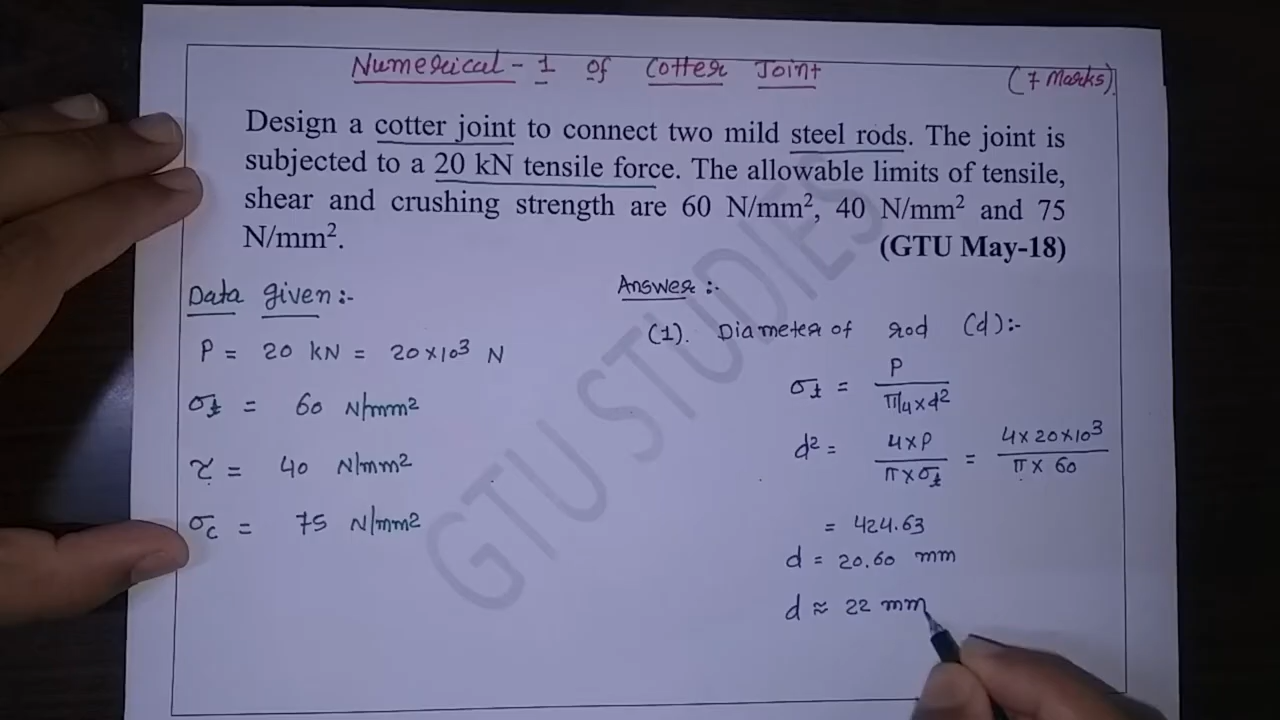 Numerical - 1 of Cotter Joint (7 Marks).
Design a cotter joint to connect two mild steel rods. The joint is
subjected to a 20 kN tensile force. The allowable limits of tensile,
shear and crushing strength are 60 N/mm², 40 N/mm² and 75
N/mm². (GTU May-18)
GTU STUDIES
Data given :-
P = 20 kN = 20×10³ N
σt = 60 N/mm²
τ = 40 N/mm²
σc = 75 N/mm²
Answer :-
(1). Diameter of rod (d) :-
σt = P / π/4 × d²
d² = 4×P / π×σt = 4×20×10³ / π×60
= 424.63
d = 20.60 mm
d ≈ 22 mm